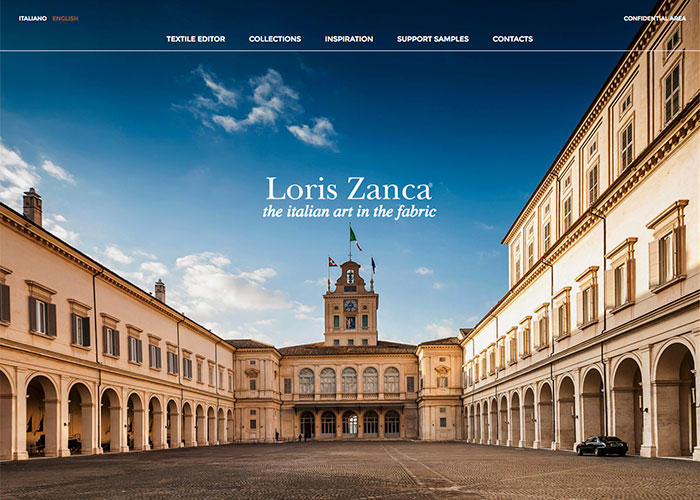 ITALIANO ENGLISH CONFIDENTIAL AREA
TEXTILE EDITOR COLLECTIONS INSPIRATION SUPPORT SAMPLES CONTACTS
Loris Zanca
the italian art in the fabric